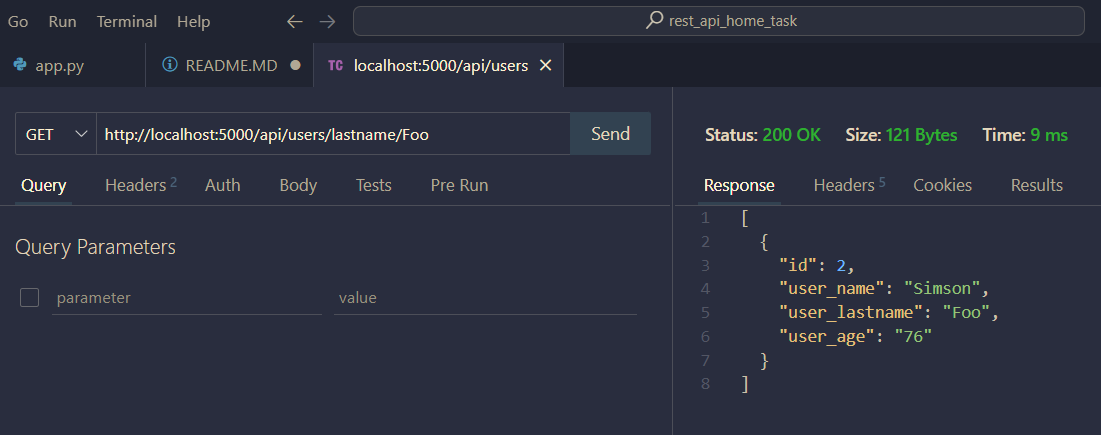 Go Run Terminal Help rest_api_home_task
app.py README.MD TC localhost:5000/api/users
GET http://localhost:5000/api/users/lastname/Foo Send
Status: 200 OK Size: 121 Bytes Time: 9 ms
Query Headers 2 Auth Body Tests Pre Run
Response Headers 5 Cookies Results
Query Parameters
parameter value
1 [
2 {
3 "id": 2,
4 "user_name": "Simson",
5 "user_lastname": "Foo",
6 "user_age": "76"
7 }
8 ]